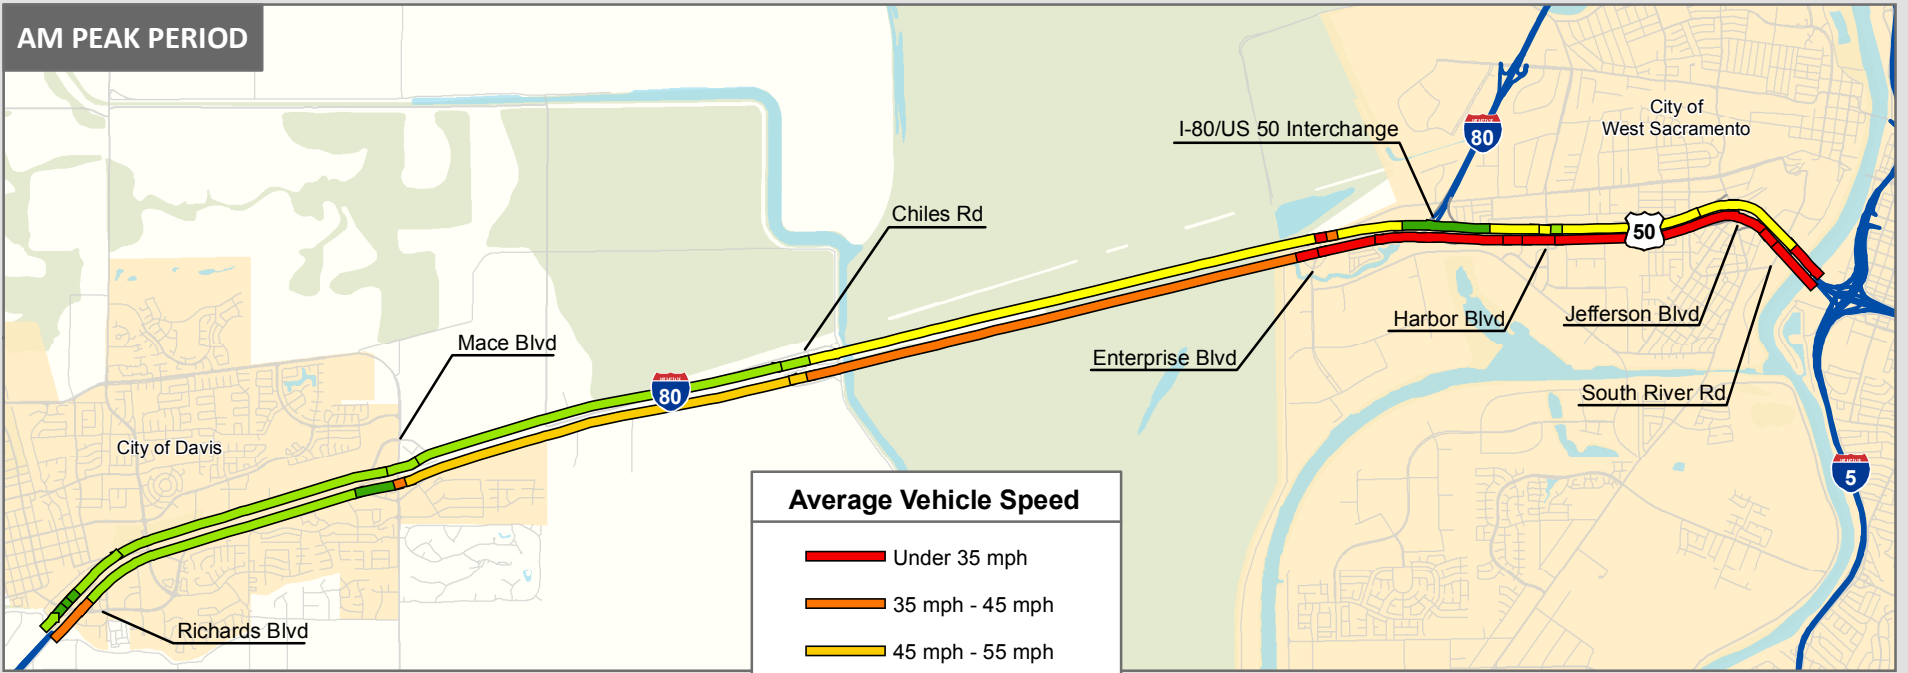 AM PEAK PERIOD
I-80/US 50 Interchange
80
City of
West Sacramento
Chiles Rd
50
Mace Blvd
Enterprise Blvd
Harbor Blvd
Jefferson Blvd
80
South River Rd
City of Davis
5
Richards Blvd
Average Vehicle Speed
Under 35 mph
35 mph - 45 mph
45 mph - 55 mph